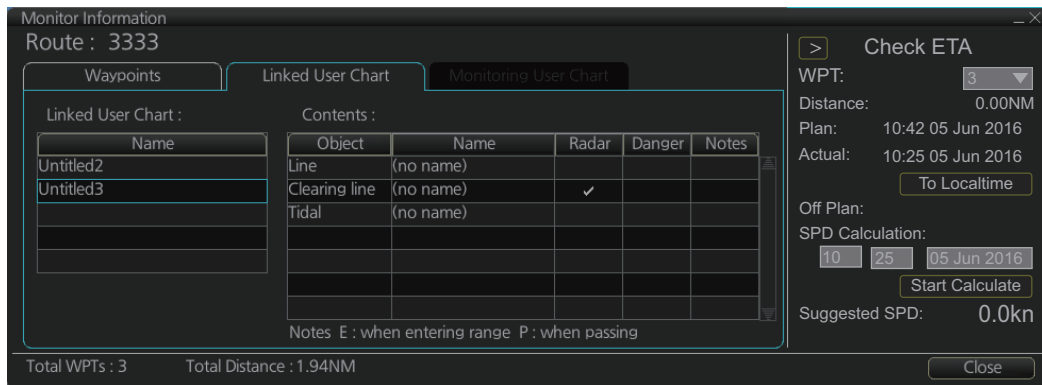 Monitor Information
Route : 3333
Waypoints
Linked User Chart
Monitoring User Chart
Linked User Chart :
Name
Untitled2
Untitled3
Contents :
Object Name Radar Danger Notes
Line (no name)
Clearing line (no name) ✓
Tidal (no name)
Notes E : when entering range P : when passing
> Check ETA
WPT: 3
Distance: 0.00NM
Plan: 10:42 05 Jun 2016
Actual: 10:25 05 Jun 2016
To Localtime
Off Plan:
SPD Calculation:
10 25 05 Jun 2016
Start Calculate
Suggested SPD: 0.0kn
Total WPTs : 3 Total Distance : 1.94NM
Close